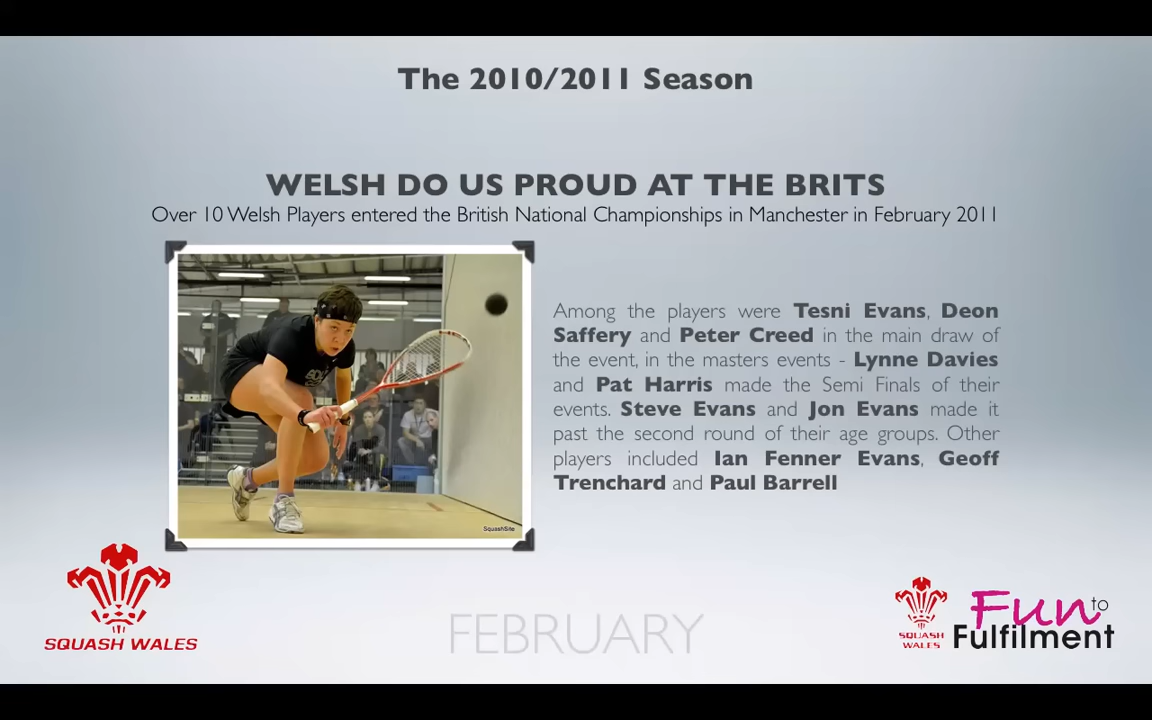 The 2010/2011 Season
WELSH DO US PROUD AT THE BRITS
Over 10 Welsh Players entered the British National Championships in Manchester in February 2011
Among the players were Tesni Evans, Deon
Saffery and Peter Creed in the main draw of
the event, in the masters events - Lynne Davies
and Pat Harris made the Semi Finals of their
events. Steve Evans and Jon Evans made it
past the second round of their age groups. Other
players included Ian Fenner Evans, Geoff
Trenchard and Paul Barrell
SquashSite
SQUASH WALES
FEBRUARY
SQUASH
WALES
Fun to
Fulfilment